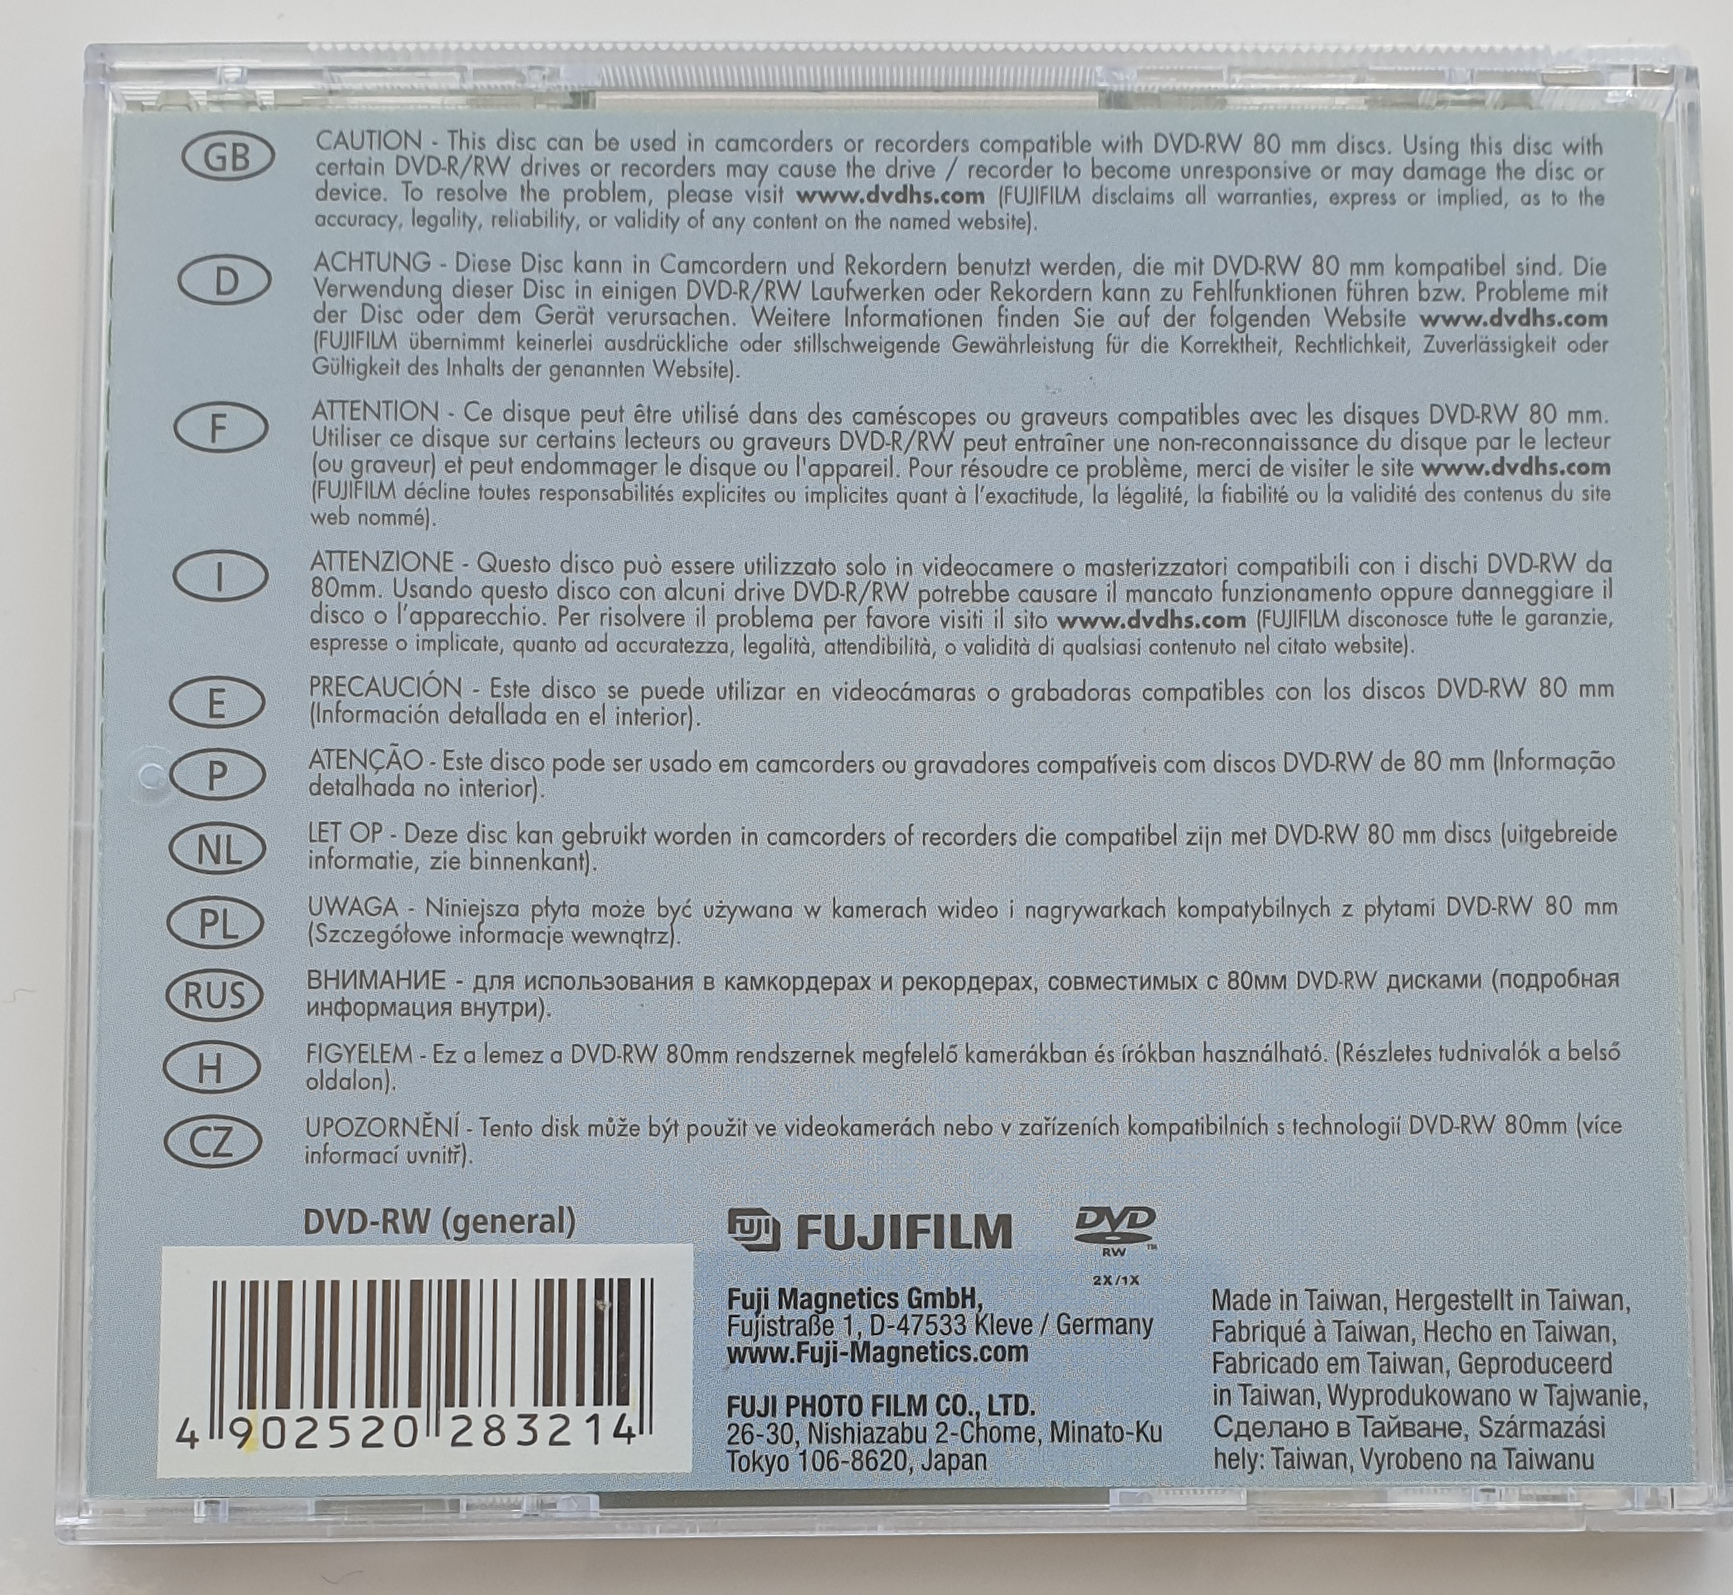 GB
CAUTION - This disc can be used in camcorders or recorders compatible with DVD-RW 80 mm discs. Using this disc with
certain DVD-R/RW drives or recorders may cause the drive / recorder to become unresponsive or may damage the disc or
device. To resolve the problem, please visit www.dvdhs.com (FUJIFILM disclaims all warranties, express or implied, as to the
accuracy, legality, reliability, or validity of any content on the named website).
D
ACHTUNG - Diese Disc kann in Camcordern und Rekordern benutzt werden, die mit DVD-RW 80 mm kompatibel sind. Die
Verwendung dieser Disc in einigen DVD-R/RW Laufwerken oder Rekordern kann zu Fehlfunktionen führen bzw. Probleme mit
der Disc oder dem Gerät verursachen. Weitere Informationen finden Sie auf der folgenden Website www.dvdhs.com
(FUJIFILM übernimmt keinerlei ausdrückliche oder stillschweigende Gewährleistung für die Korrektheit, Rechtlichkeit, Zuverlässigkeit oder
Gültigkeit des Inhalts der genannten Website).
F
ATTENTION - Ce disque peut être utilisé dans des caméscopes ou graveurs compatibles avec les disques DVD-RW 80 mm.
Utiliser ce disque sur certains lecteurs ou graveurs DVD-R/RW peut entraîner une non-reconnaissance du disque par le lecteur
(ou graveur) et peut endommager le disque ou l'appareil. Pour résoudre ce problème, merci de visiter le site www.dvdhs.com
(FUJIFILM décline toutes responsabilités explicites ou implicites quant à l'exactitude, la légalité, la fiabilité ou la validité des contenus du site
web nommé).
I
ATTENZIONE - Questo disco può essere utilizzato solo in videocamere o masterizzatori compatibili con i dischi DVD-RW da
80mm. Usando questo disco con alcuni drive DVD-R/RW potrebbe causare il mancato funzionamento oppure danneggiare il
disco o l'apparecchio. Per risolvere il problema per favore visiti il sito www.dvdhs.com (FUJIFILM disconosce tutte le garanzie,
espresse o implicate, quanto ad accuratezza, legalità, attendibilità, o validità di qualsiasi contenuto nel citato website).
E
PRECAUCIÓN - Este disco se puede utilizar en videocámaras o grabadoras compatibles con los discos DVD-RW 80 mm
(Información detallada en el interior).
P
ATENÇÃO - Este disco pode ser usado em camcorders ou gravadores compatíveis com discos DVD-RW de 80 mm (Informação
detalhada no interior).
NL
LET OP - Deze disc kan gebruikt worden in camcorders of recorders die compatibel zijn met DVD-RW 80 mm discs (uitgebreide
informatie, zie binnenkant).
PL
UWAGA - Niniejsza płyta może być używana w kamerach wideo i nagrywarkach kompatybilnych z płytami DVD-RW 80 mm
(Szczegółowe informacje wewnątrz).
RUS
ВНИМАНИЕ - для использования в камкордерах и рекордерах, совместимых с 80мм DVD-RW дисками (подробная
информация внутри).
H
FIGYELEM - Ez a lemez a DVD-RW 80mm rendszernek megfelelő kamerákban és írókban használható. (Részletes tudnivalók a belső
oldalon).
CZ
UPOZORNĚNÍ - Tento disk může být použit ve videokamerách nebo v zařízeních kompatibilních s technologií DVD-RW 80mm (více
informací uvnitř).
DVD-RW (general)
4 902520 283214
FUJI FUJIFILM
DVD
RW ™
2X/1X
Fuji Magnetics GmbH,
Fujistraße 1, D-47533 Kleve / Germany
www.Fuji-Magnetics.com
FUJI PHOTO FILM CO., LTD.
26-30, Nishiazabu 2-Chome, Minato-Ku
Tokyo 106-8620, Japan
Made in Taiwan, Hergestellt in Taiwan,
Fabriqué à Taiwan, Hecho en Taiwan,
Fabricado em Taiwan, Geproduceerd
in Taiwan, Wyprodukowano w Tajwanie,
Сделано в Тайване, Származási
hely: Taiwan, Vyrobeno na Taiwanu